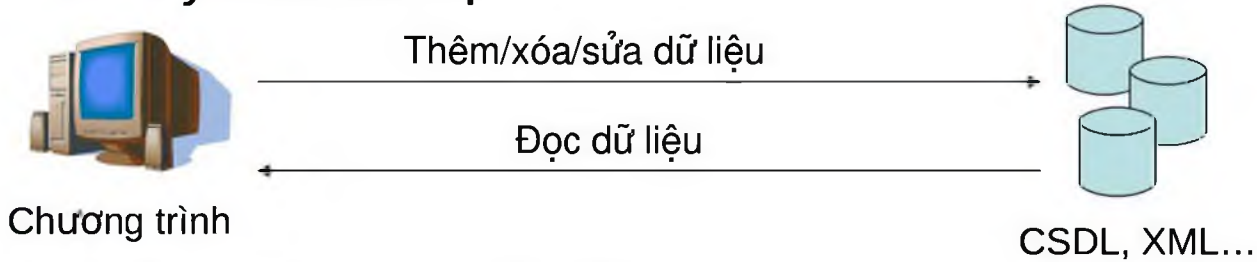 Thêm/xóa/sửa dữ liệu
Đọc dữ liệu
Chương trình
CSDL, XML...